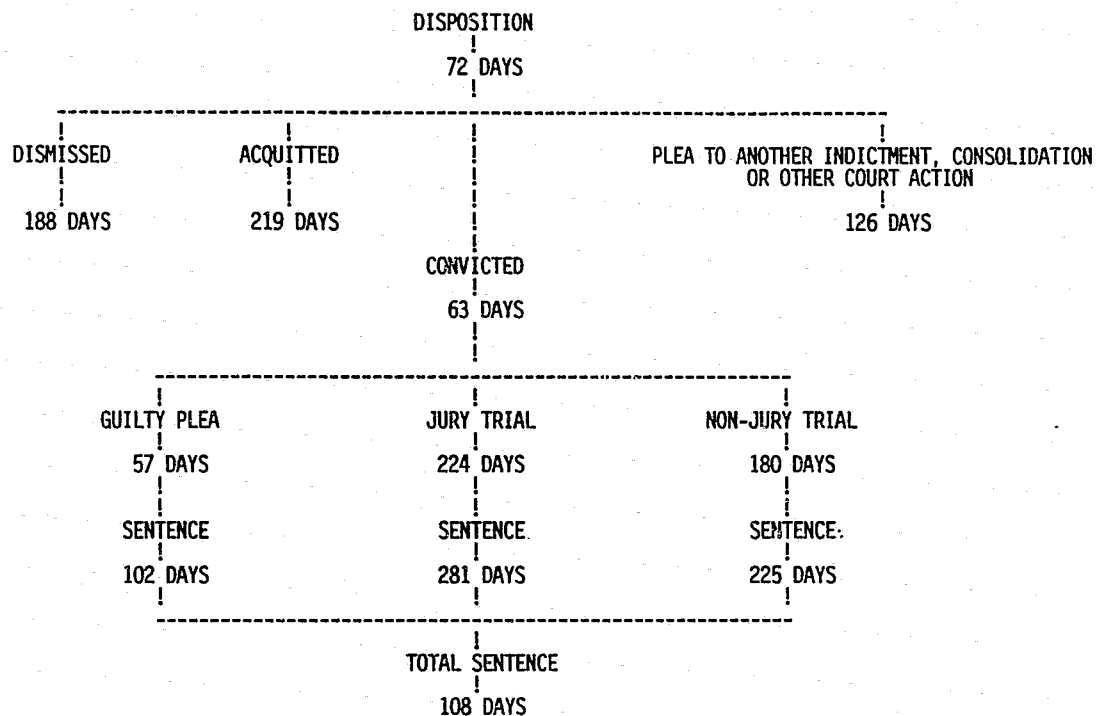 DISPOSITION
72 DAYS
DISMISSED ACQUITTED PLEA TO ANOTHER INDICTMENT, CONSOLIDATION
OR OTHER COURT ACTION
188 DAYS 219 DAYS 126 DAYS
CONVICTED
63 DAYS
GUILTY PLEA JURY TRIAL NON-JURY TRIAL
57 DAYS 224 DAYS 180 DAYS
SENTENCE SENTENCE SENTENCE
102 DAYS 281 DAYS 225 DAYS
TOTAL SENTENCE
108 DAYS